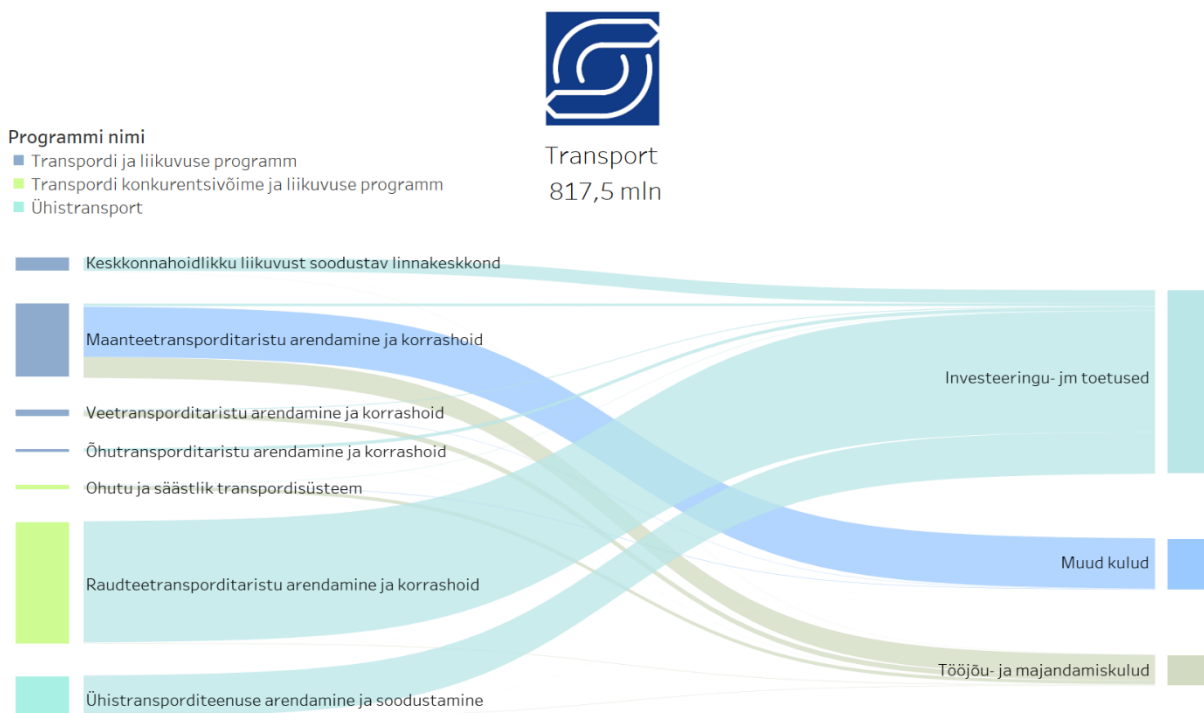 Transport
817,5 mln
Programmi nimi
Transpordi ja liikuvuse programm
Transpordi konkurentsivõime ja liikuvuse programm
Ühistransport
Keskkonnahoidlikku liikuvust soodustav linnakeskkond
Maanteetransporditaristu arendamine ja korrashoid
Veetransporditaristu arendamine ja korrashoid
Õhutransporditaristu arendamine ja korrashoid
Ohutu ja säästlik transpordisüsteem
Raudteetransporditaristu arendamine ja korrashoid
Ühistransporditeenuse arendamine ja soodustamine
Investeeringu- jm toetused
Muud kulud
Tööjõu- ja majandamiskulud